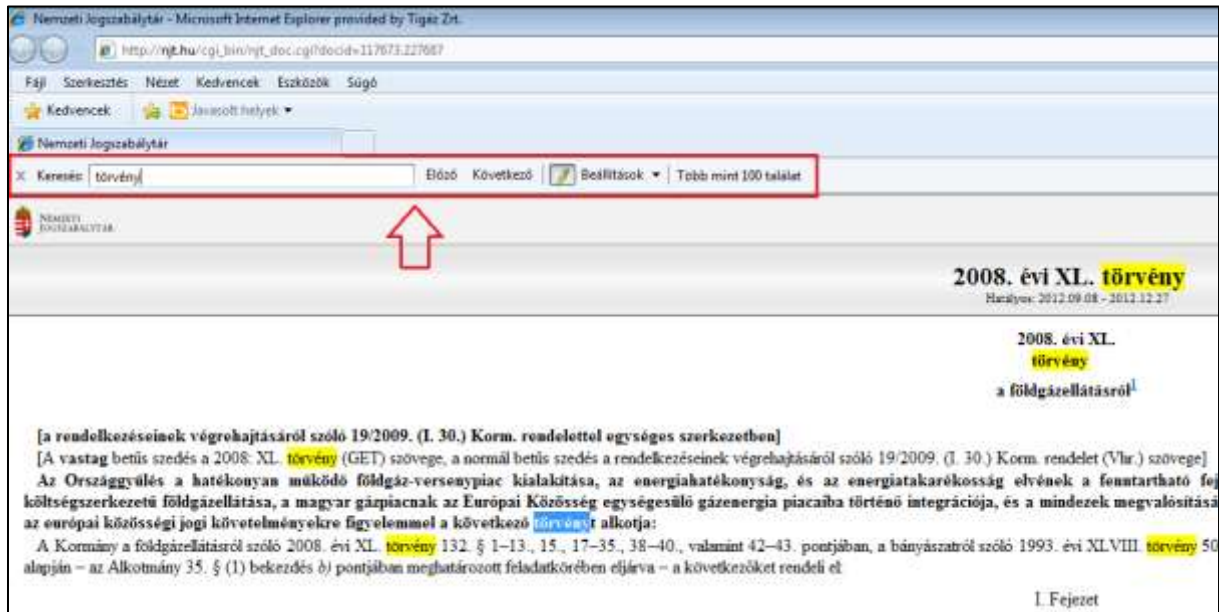 Nemzeti Jogszabálytár - Microsoft Internet Explorer provided by Tigáz Zrt.
http://njt.hu/cgi_bin/njt_doc.cgi?docid=117673.227687
Fájl Szerkesztés Nézet Kedvencek Eszközök Súgó
Kedvencek Javasolt helyek
Nemzeti Jogszabálytár
× Keresés: törvény Előző Következő Beállítások Több mint 100 találat
NEMZETI
JOGSZABÁLYTÁR
2008. évi XL. törvény
Hatályos: 2012.09.08 - 2012.12.27
2008. évi XL.
törvény
a földgázellátásról1
[a rendelkezéseinek végrehajtásáról szóló 19/2009. (I. 30.) Korm. rendelettel egységes szerkezetben]
[A vastag betűs szedés a 2008: XL. törvény (GET) szövege, a normál betűs szedés a rendelkezéseinek végrehajtásáról szóló 19/2009. (I. 30.) Korm. rendelet (Vhr.) szövege]
Az Országgyűlés a hatékonyan működő földgáz-versenypiac kialakítása, az energiahatékonyság, és az energiatakarékosság elvének a fenntartható fej
költségszerkezetű földgázellátása, a magyar gázpiacnak az Európai Közösség egységesülő gázenergia piacaiba történő integrációja, és a mindezek megvalósítása
az európai közösségi jogi követelményekre figyelemmel a következő törvényt alkotja:
A Kormány a földgázellátásról szóló 2008. évi XL. törvény 132. § 1–13., 15., 17–35., 38–40., valamint 42–43. pontjában, a bányászatról szóló 1993. évi XLVIII. törvény 50
alapján – az Alkotmány 35. § (1) bekezdés b) pontjában meghatározott feladatkörében eljárva – a következőket rendeli el:
I. Fejezet